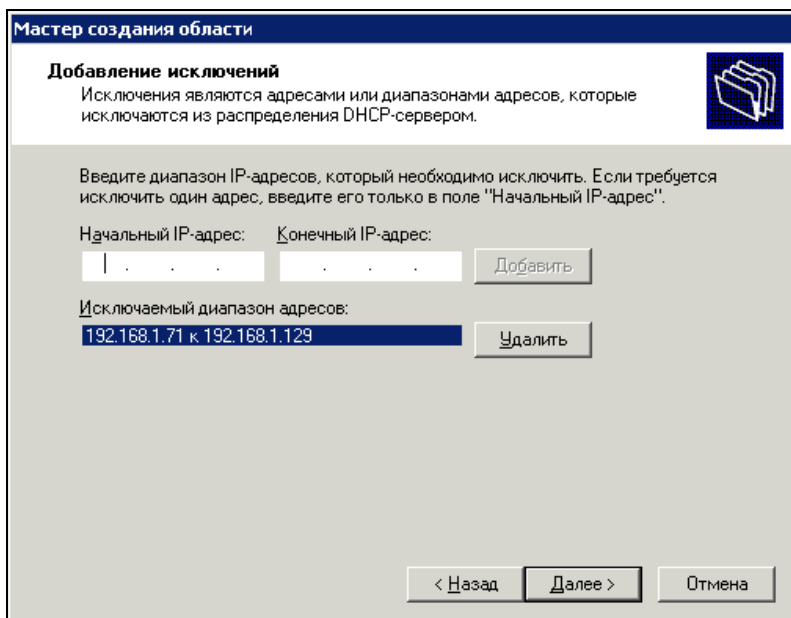 Мастер создания области
Добавление исключений
Исключения являются адресами или диапазонами адресов, которые
исключаются из распределения DHCP-сервером.
Введите диапазон IP-адресов, который необходимо исключить. Если требуется
исключить один адрес, введите его только в поле "Начальный IP-адрес".
Начальный IP-адрес: Конечный IP-адрес:
Добавить
Исключаемый диапазон адресов:
192.168.1.71 к 192.168.1.129
Удалить
< Назад Далее > Отмена